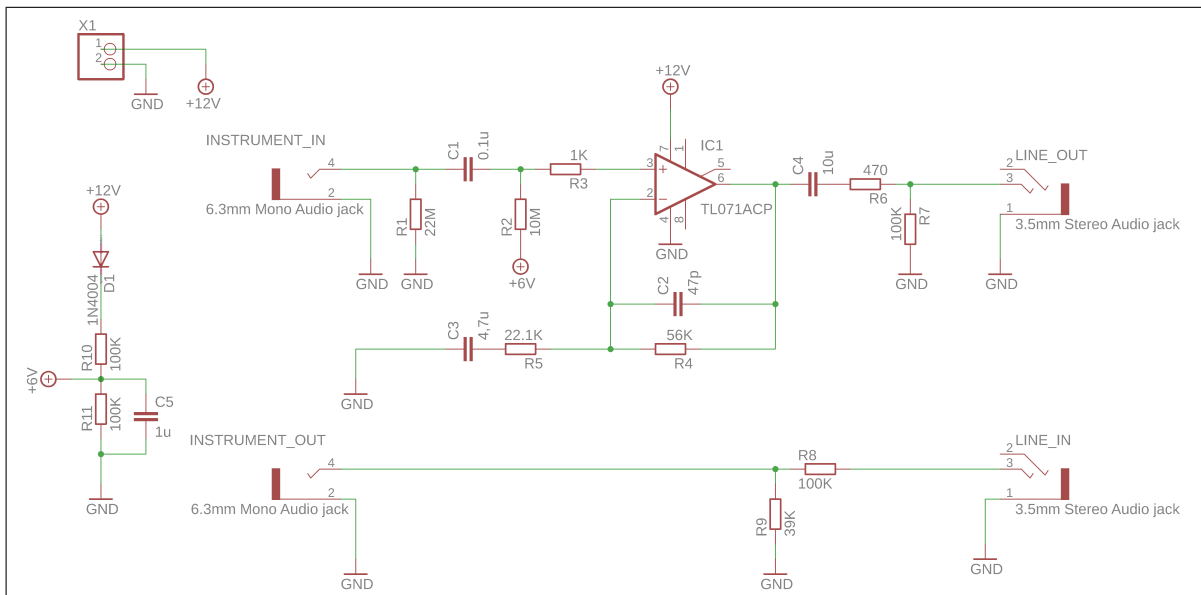 X1
1
2
GND
+12V
+12V
INSTRUMENT_IN
4
2
6.3mm Mono Audio jack
GND
C1
0.1u
R1
22M
GND
R2
10M
+6V
1K
R3
+12V
7
1
IC1
3
2
+
−
5
6
4
8
TL071ACP
GND
C4
10u
470
R6
100K
R7
GND
LINE_OUT
2
3
1
3.5mm Stereo Audio jack
GND
+12V
1N4004
D1
R10
100K
+6V
R11
100K
C5
1u
GND
C3
4,7u
22.1K
R5
GND
C2
47p
56K
R4
INSTRUMENT_OUT
4
2
6.3mm Mono Audio jack
GND
R8
100K
R9
39K
GND
LINE_IN
2
3
1
3.5mm Stereo Audio jack
GND